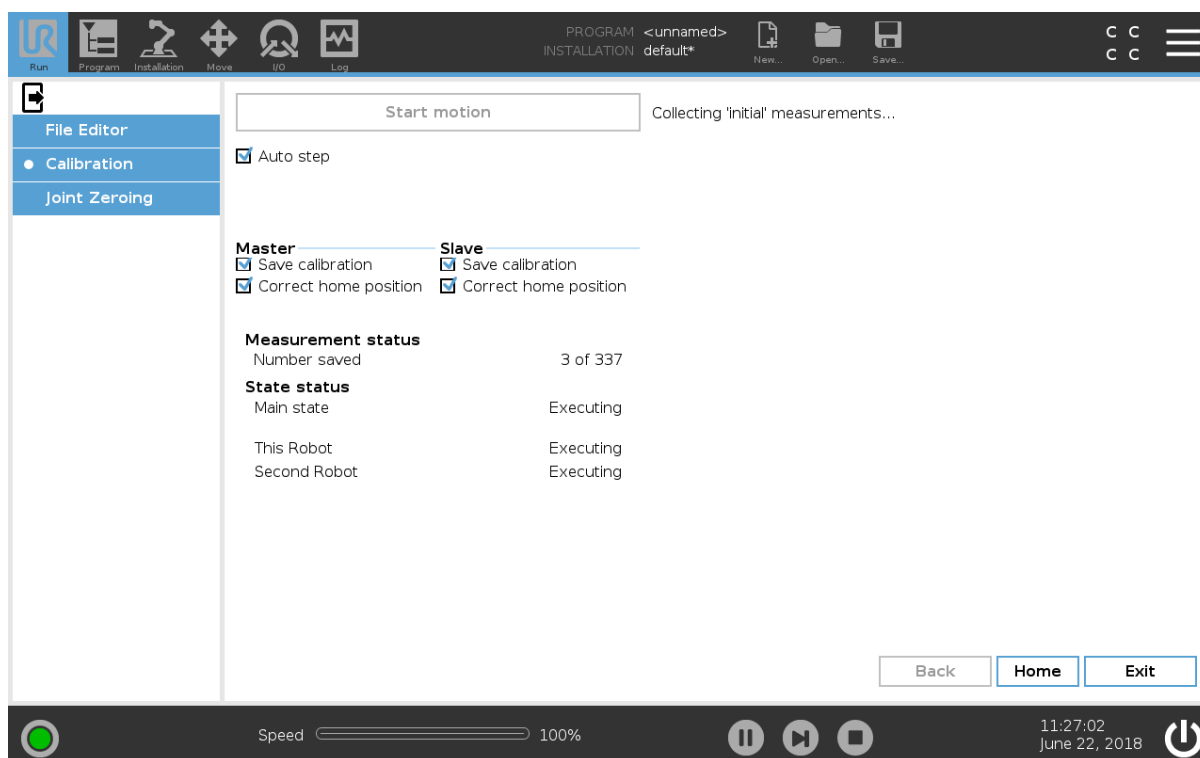 UR
PROGRAM <unnamed>
INSTALLATION default*
C C
C C
Run
Program
Installation
Move
I/O
Log
New...
Open...
Save...
File Editor
Calibration
Joint Zeroing
Start motion
Collecting 'initial' measurements...
Auto step
Master
Slave
Save calibration
Save calibration
Correct home position
Correct home position
Measurement status
Number saved 3 of 337
State status
Main state Executing
This Robot Executing
Second Robot Executing
Back
Home
Exit
Speed 100%
11:27:02
June 22, 2018